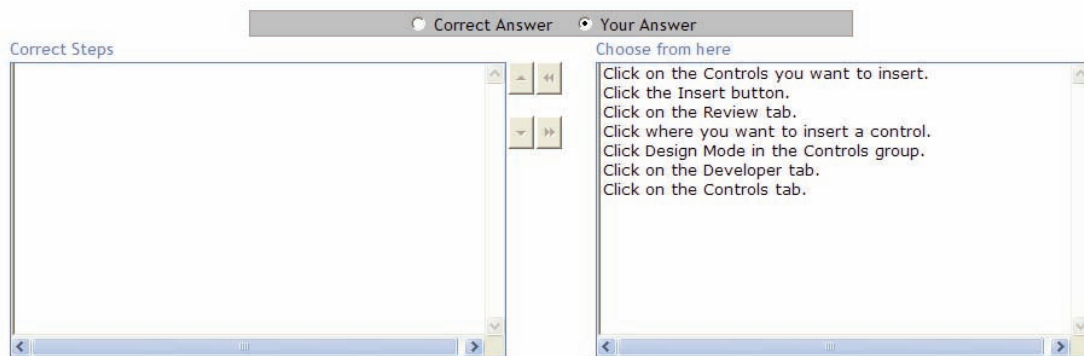 Correct Answer Your Answer
Correct Steps
Choose from here
Click on the Controls you want to insert.
Click the Insert button.
Click on the Review tab.
Click where you want to insert a control.
Click Design Mode in the Controls group.
Click on the Developer tab.
Click on the Controls tab.